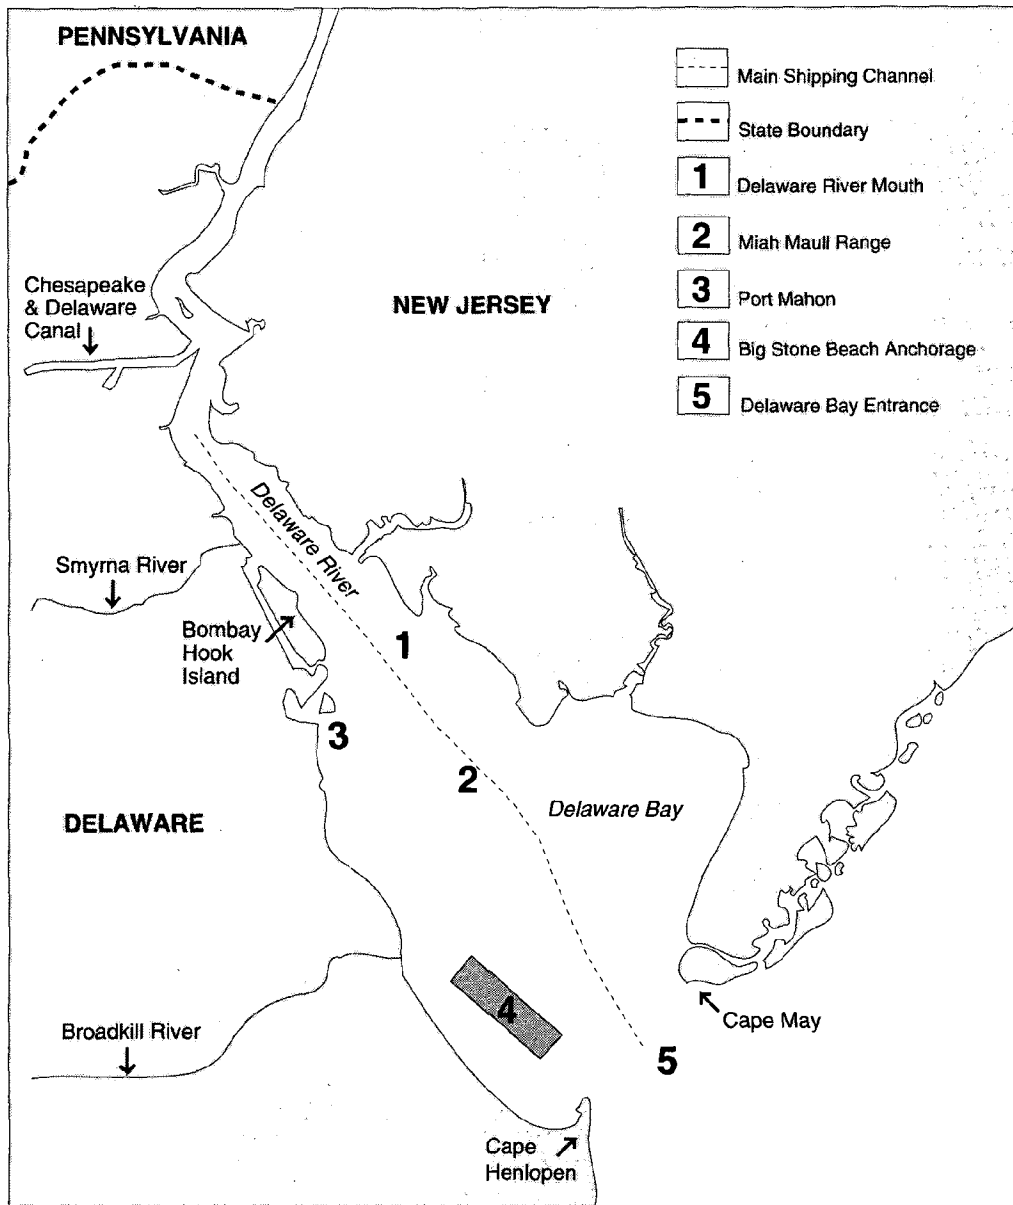 PENNSYLVANIA
Main Shipping Channel
State Boundary
1 Delaware River Mouth
2 Miah Maull Range
3 Port Mahon
4 Big Stone Beach Anchorage
5 Delaware Bay Entrance
Chesapeake
& Delaware
Canal
NEW JERSEY
Delaware River
Smyrna River
Bombay
Hook
Island
1
3
2
Delaware Bay
DELAWARE
4
Broadkill River
Cape May
5
Cape
Henlopen